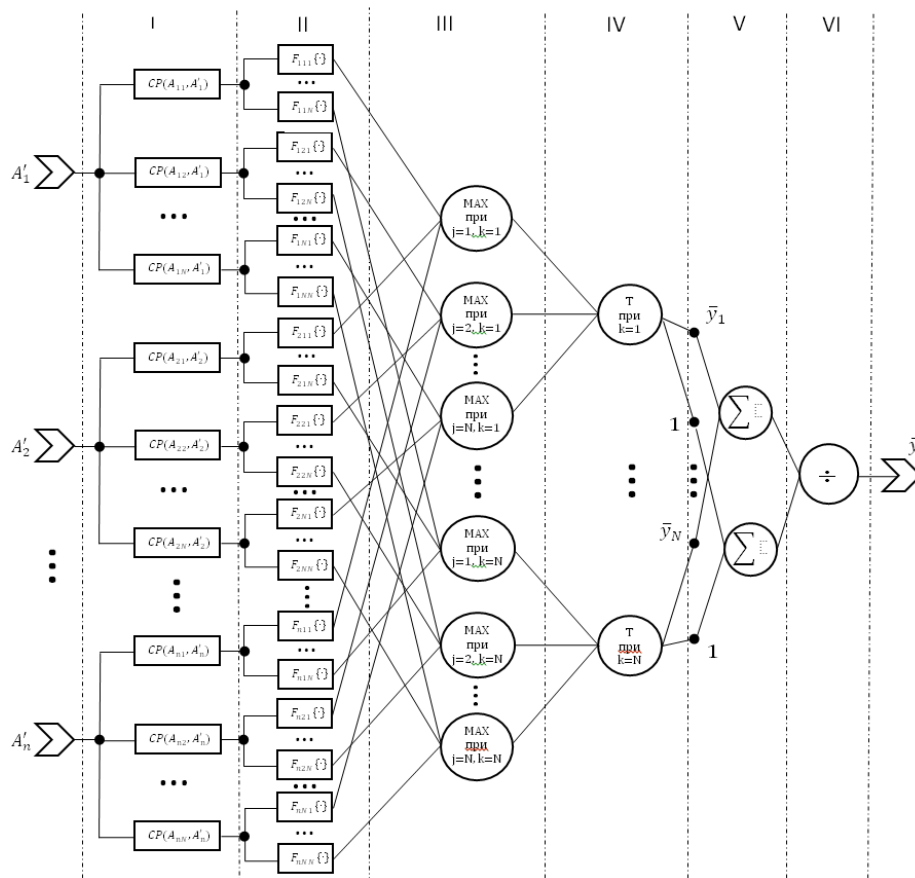 I II III IV V VI
A′₁
CP(A₁₁, A′₁)
CP(A₁₂, A′₁)
•••
CP(A₁N, A′₁)
A′₂
CP(A₂₁, A′₂)
CP(A₂₂, A′₂)
•••
CP(A₂N, A′₂)
A′ₙ
CP(Aₙ₁, A′ₙ)
CP(Aₙ₂, A′ₙ)
•••
CP(AₙN, A′ₙ)
F₁₁₁{·}
•••
F₁₁N{·}
F₁₂₁{·}
•••
F₁₂N{·}
•••
F₁N₁{·}
•••
F₁NN{·}
F₂₁₁{·}
•••
F₂₁N{·}
F₂₂₁{·}
•••
F₂₂N{·}
•••
F₂N₁{·}
•••
F₂NN{·}
Fₙ₁₁{·}
•••
Fₙ₁N{·}
Fₙ₂₁{·}
•••
Fₙ₂N{·}
•••
FₙN₁{·}
•••
FₙNN{·}
MAX
при
j=1, k=1
MAX
при
j=2, k=1
MAX
при
j=N, k=1
MAX
при
j=1, k=N
MAX
при
j=2, k=N
MAX
при
j=N, k=N
T
при
k=1
T
при
k=N
ȳ₁
1
ȳN
1
∑
∑
÷
ȳ